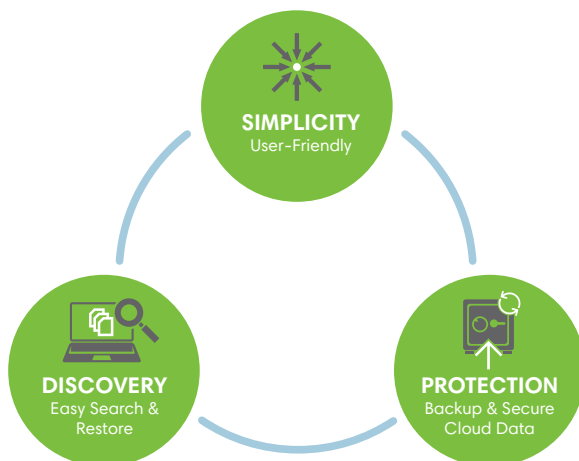 SIMPLICITY
User-Friendly
DISCOVERY
Easy Search &
Restore
PROTECTION
Backup & Secure
Cloud Data